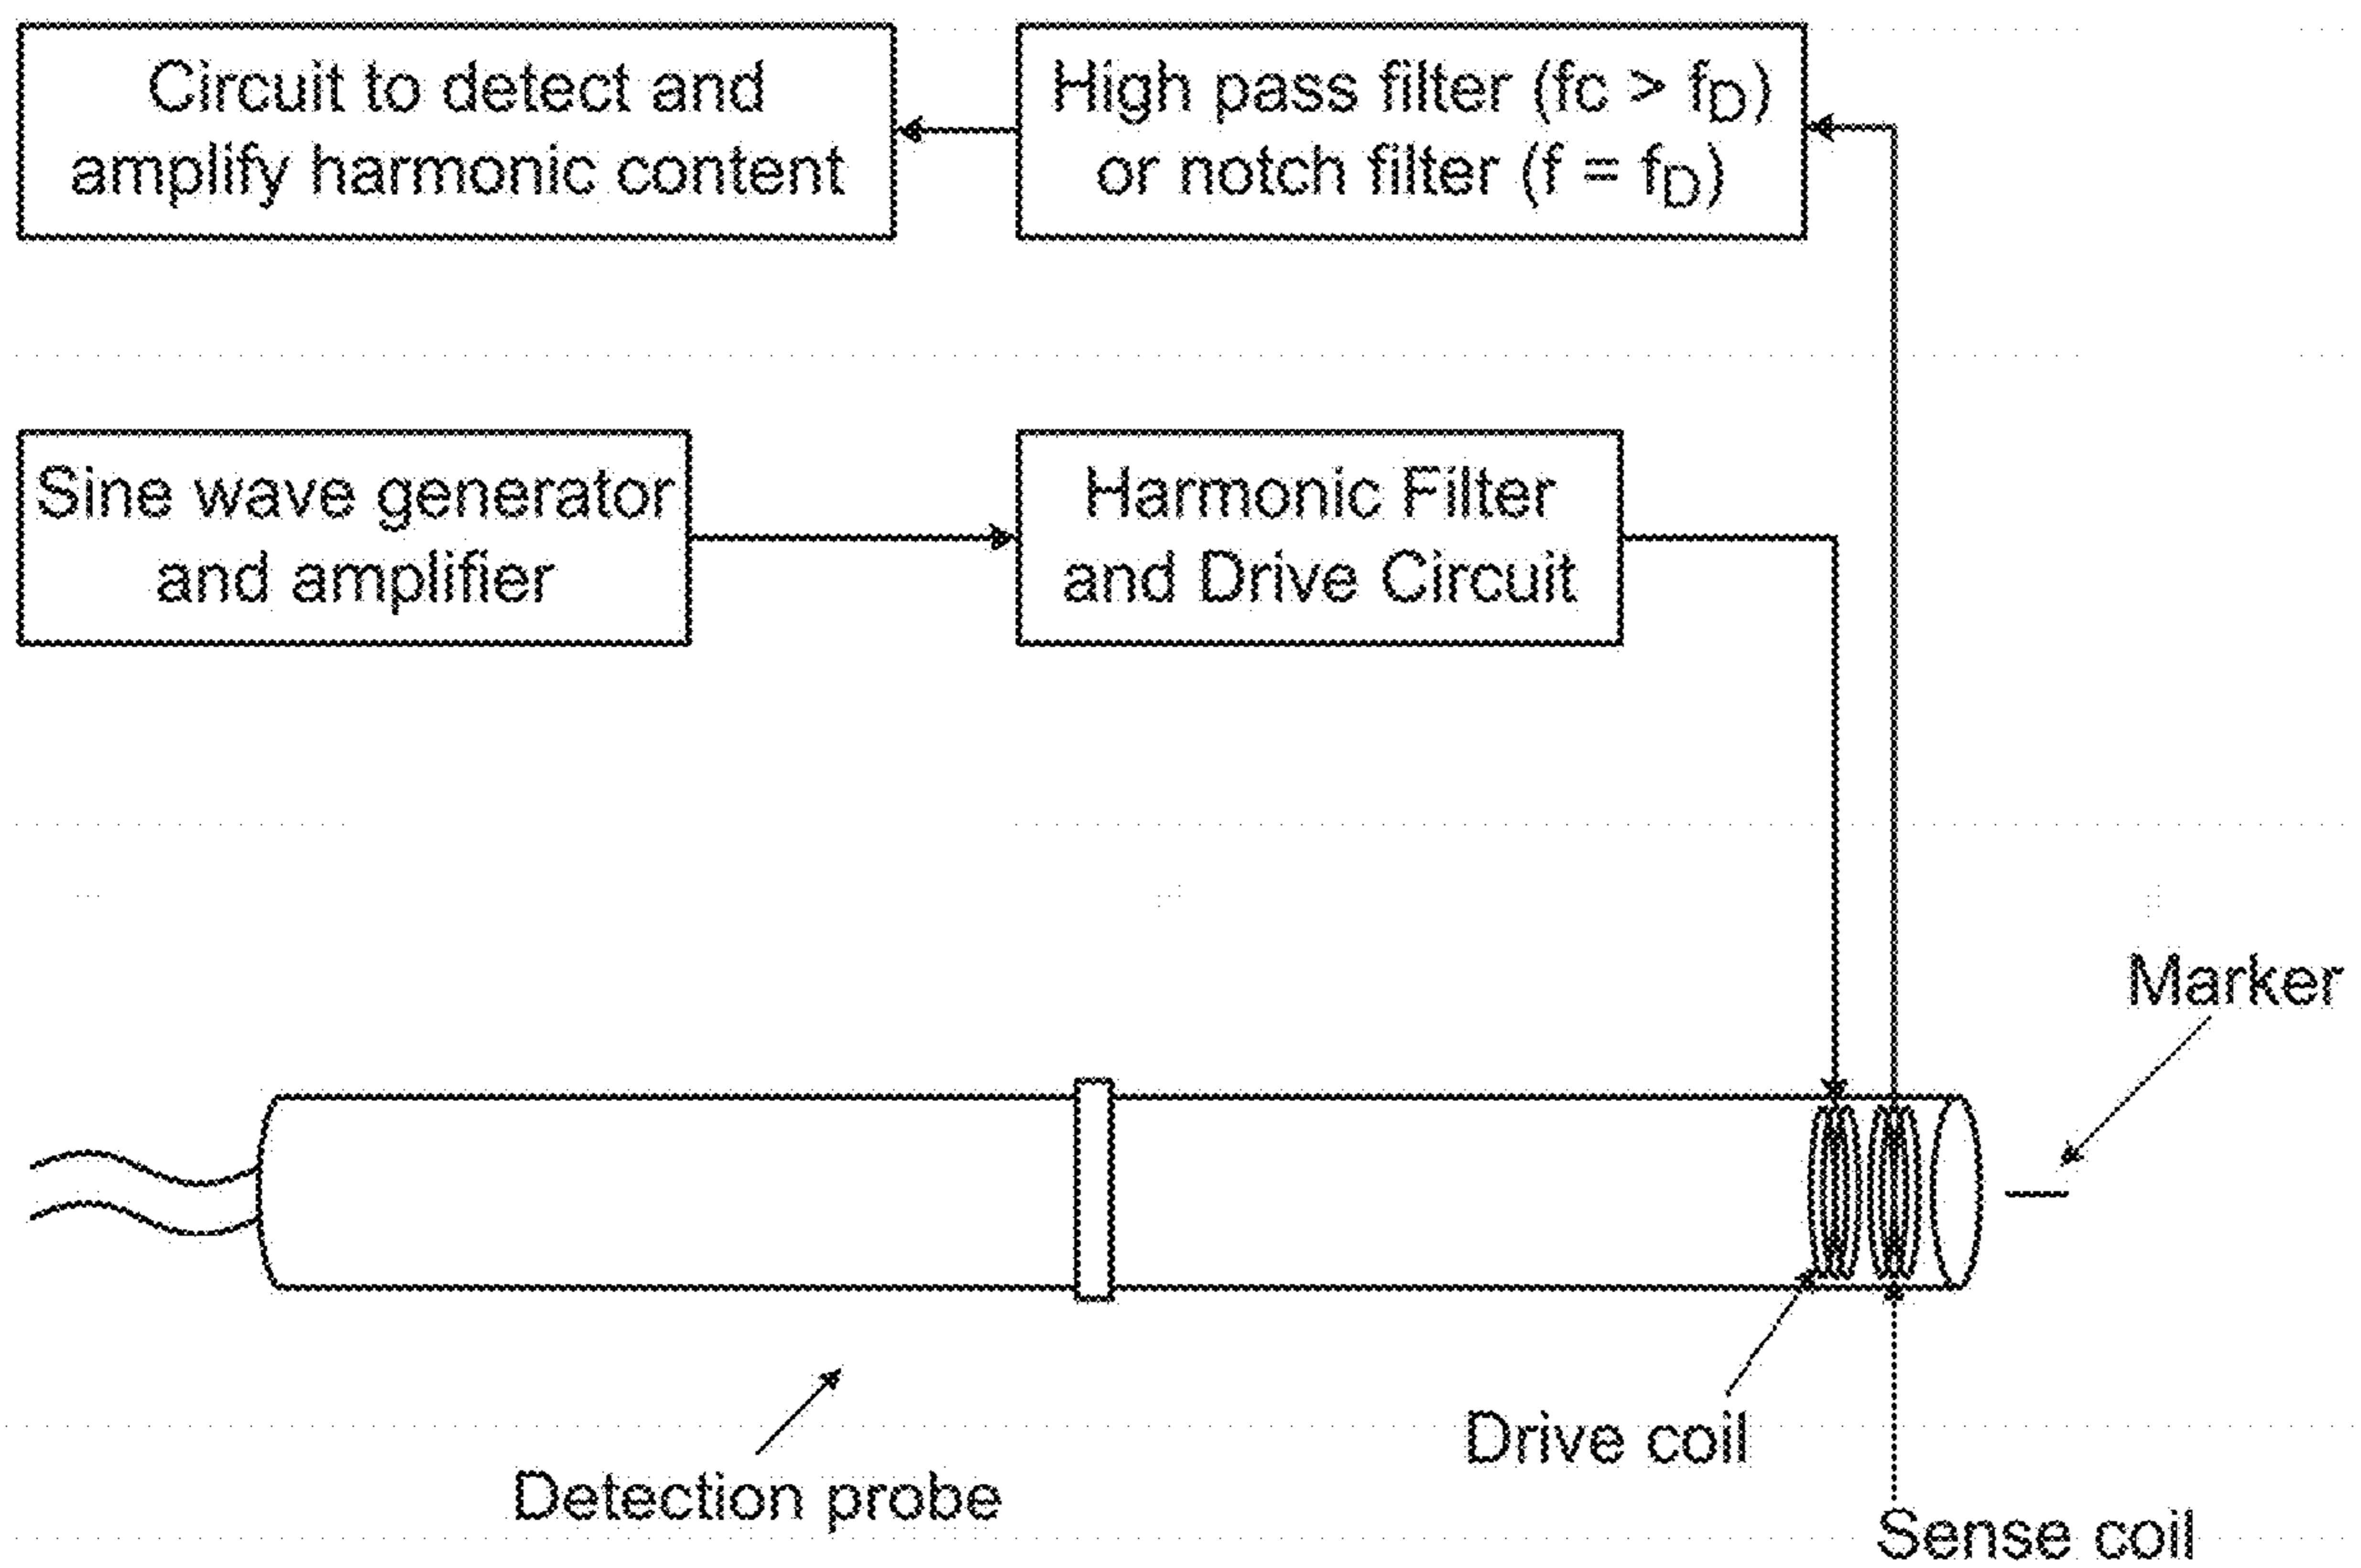 Circuit to detect and
amplify harmonic content
High pass filter (fc > fD)
or notch filter (f = fD)
Sine wave generator
and amplifier
Harmonic Filter
and Drive Circuit
Marker
Drive coil
Detection probe
Sense coil